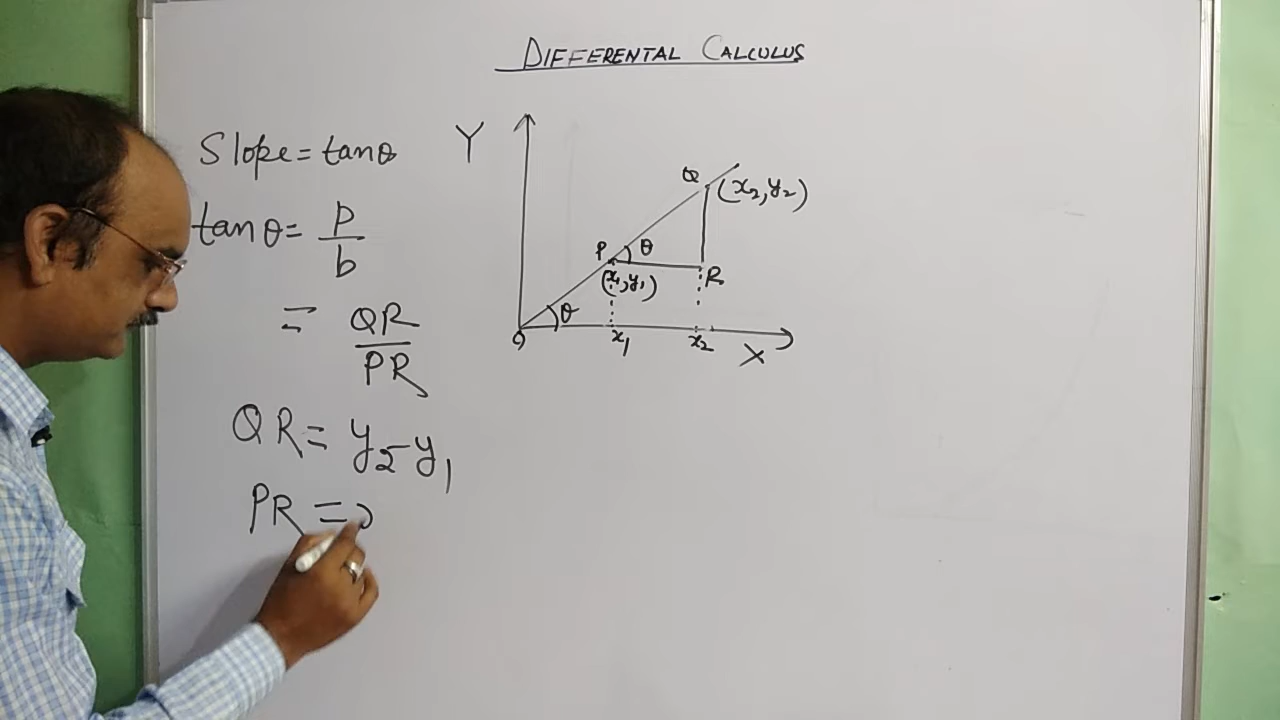 DIFFERENTAL CALCULUS
Slope = tanθ
tanθ = p/b
= QR/PR
QR = y₂-y₁
PR =
Y
Q (x₂,y₂)
P θ
(x₁,y₁)
R
θ
O
x₁
x₂
X